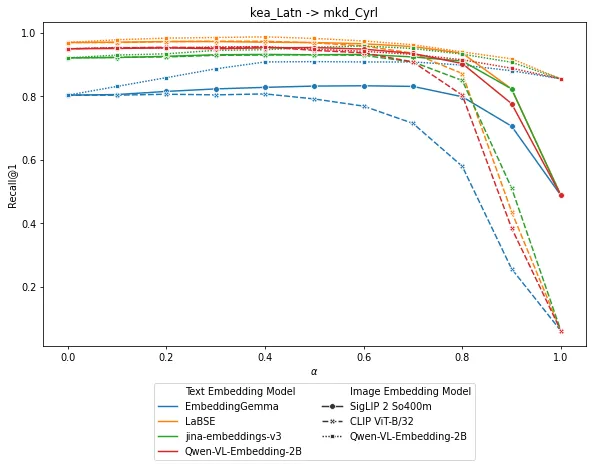 kea_Latn -> mkd_Cyrl
Recall@1
0.8
0.6
0.4
0.2
0.0 0.2 0.4 0.6 0.8 1.0
α
Text Embedding Model Image Embedding Model
EmbeddingGemma SigLIP 2 So400m
LaBSE CLIP ViT-B/32
jina-embeddings-v3 Qwen-VL-Embedding-2B
Qwen-VL-Embedding-2B